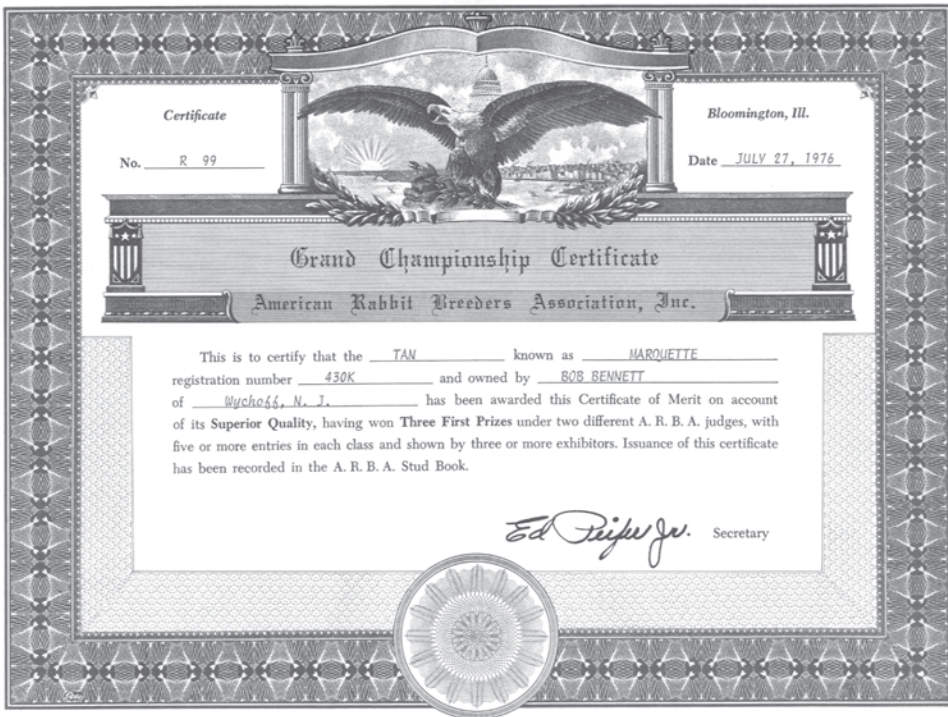 Certificate
No. R 99
Bloomington, Ill.
Date JULY 27, 1976
Grand Championship Certificate
American Rabbit Breeders Association, Inc.
This is to certify that the TAN known as MARQUETTE
registration number 430K and owned by BOB BENNETT
of Wychoff, N. J. has been awarded this Certificate of Merit on account
of its Superior Quality, having won Three First Prizes under two different A. R. B. A. judges, with
five or more entries in each class and shown by three or more exhibitors. Issuance of this certificate
has been recorded in the A. R. B. A. Stud Book.
Ed Peifer Jr. Secretary